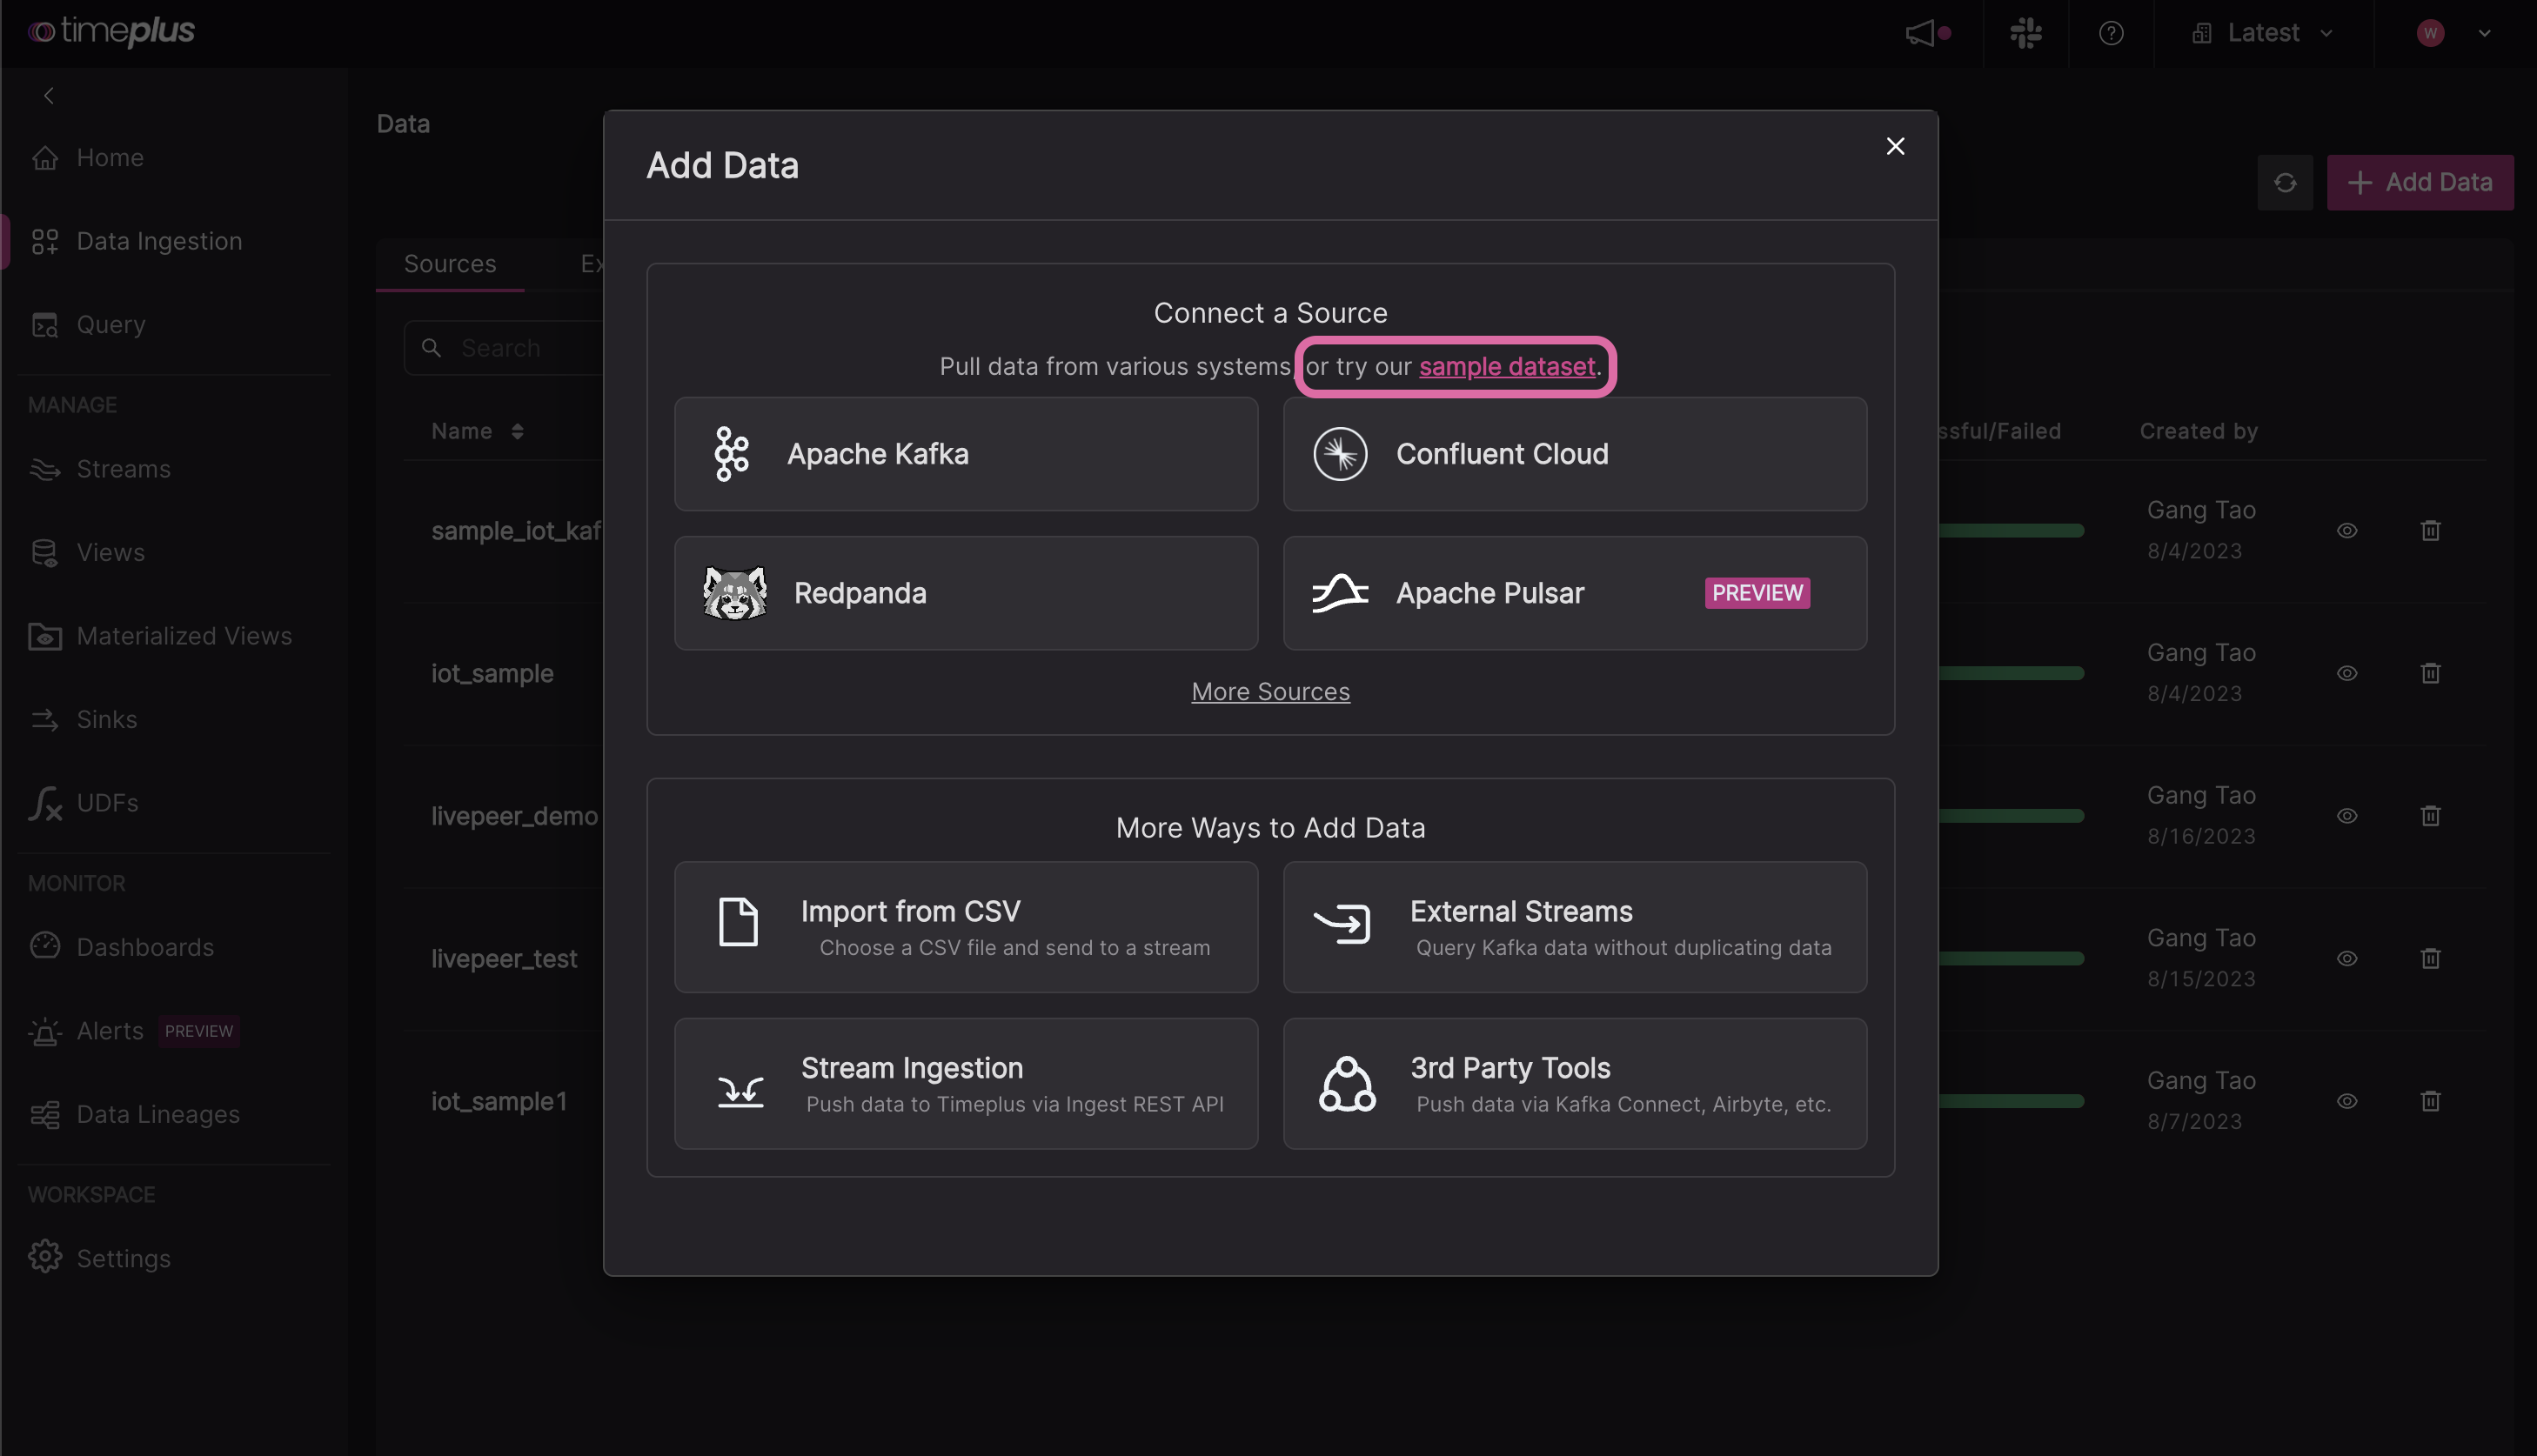 timeplus
Latest
W
Home
Data Ingestion
Query
MANAGE
Streams
Views
Materialized Views
Sinks
UDFs
MONITOR
Dashboards
Alerts PREVIEW
Data Lineages
WORKSPACE
Settings
Data
Add Data
Sources Ex
Search
Name
ssful/Failed Created by
sample_iot_kaf
Gang Tao
8/4/2023
iot_sample
Gang Tao
8/4/2023
livepeer_demo
Gang Tao
8/16/2023
livepeer_test
Gang Tao
8/15/2023
iot_sample1
Gang Tao
8/7/2023
Add Data
Connect a Source
Pull data from various systems, or try our sample dataset.
Apache Kafka
Confluent Cloud
Redpanda
Apache Pulsar PREVIEW
More Sources
More Ways to Add Data
Import from CSV
Choose a CSV file and send to a stream
External Streams
Query Kafka data without duplicating data
Stream Ingestion
Push data to Timeplus via Ingest REST API
3rd Party Tools
Push data via Kafka Connect, Airbyte, etc.